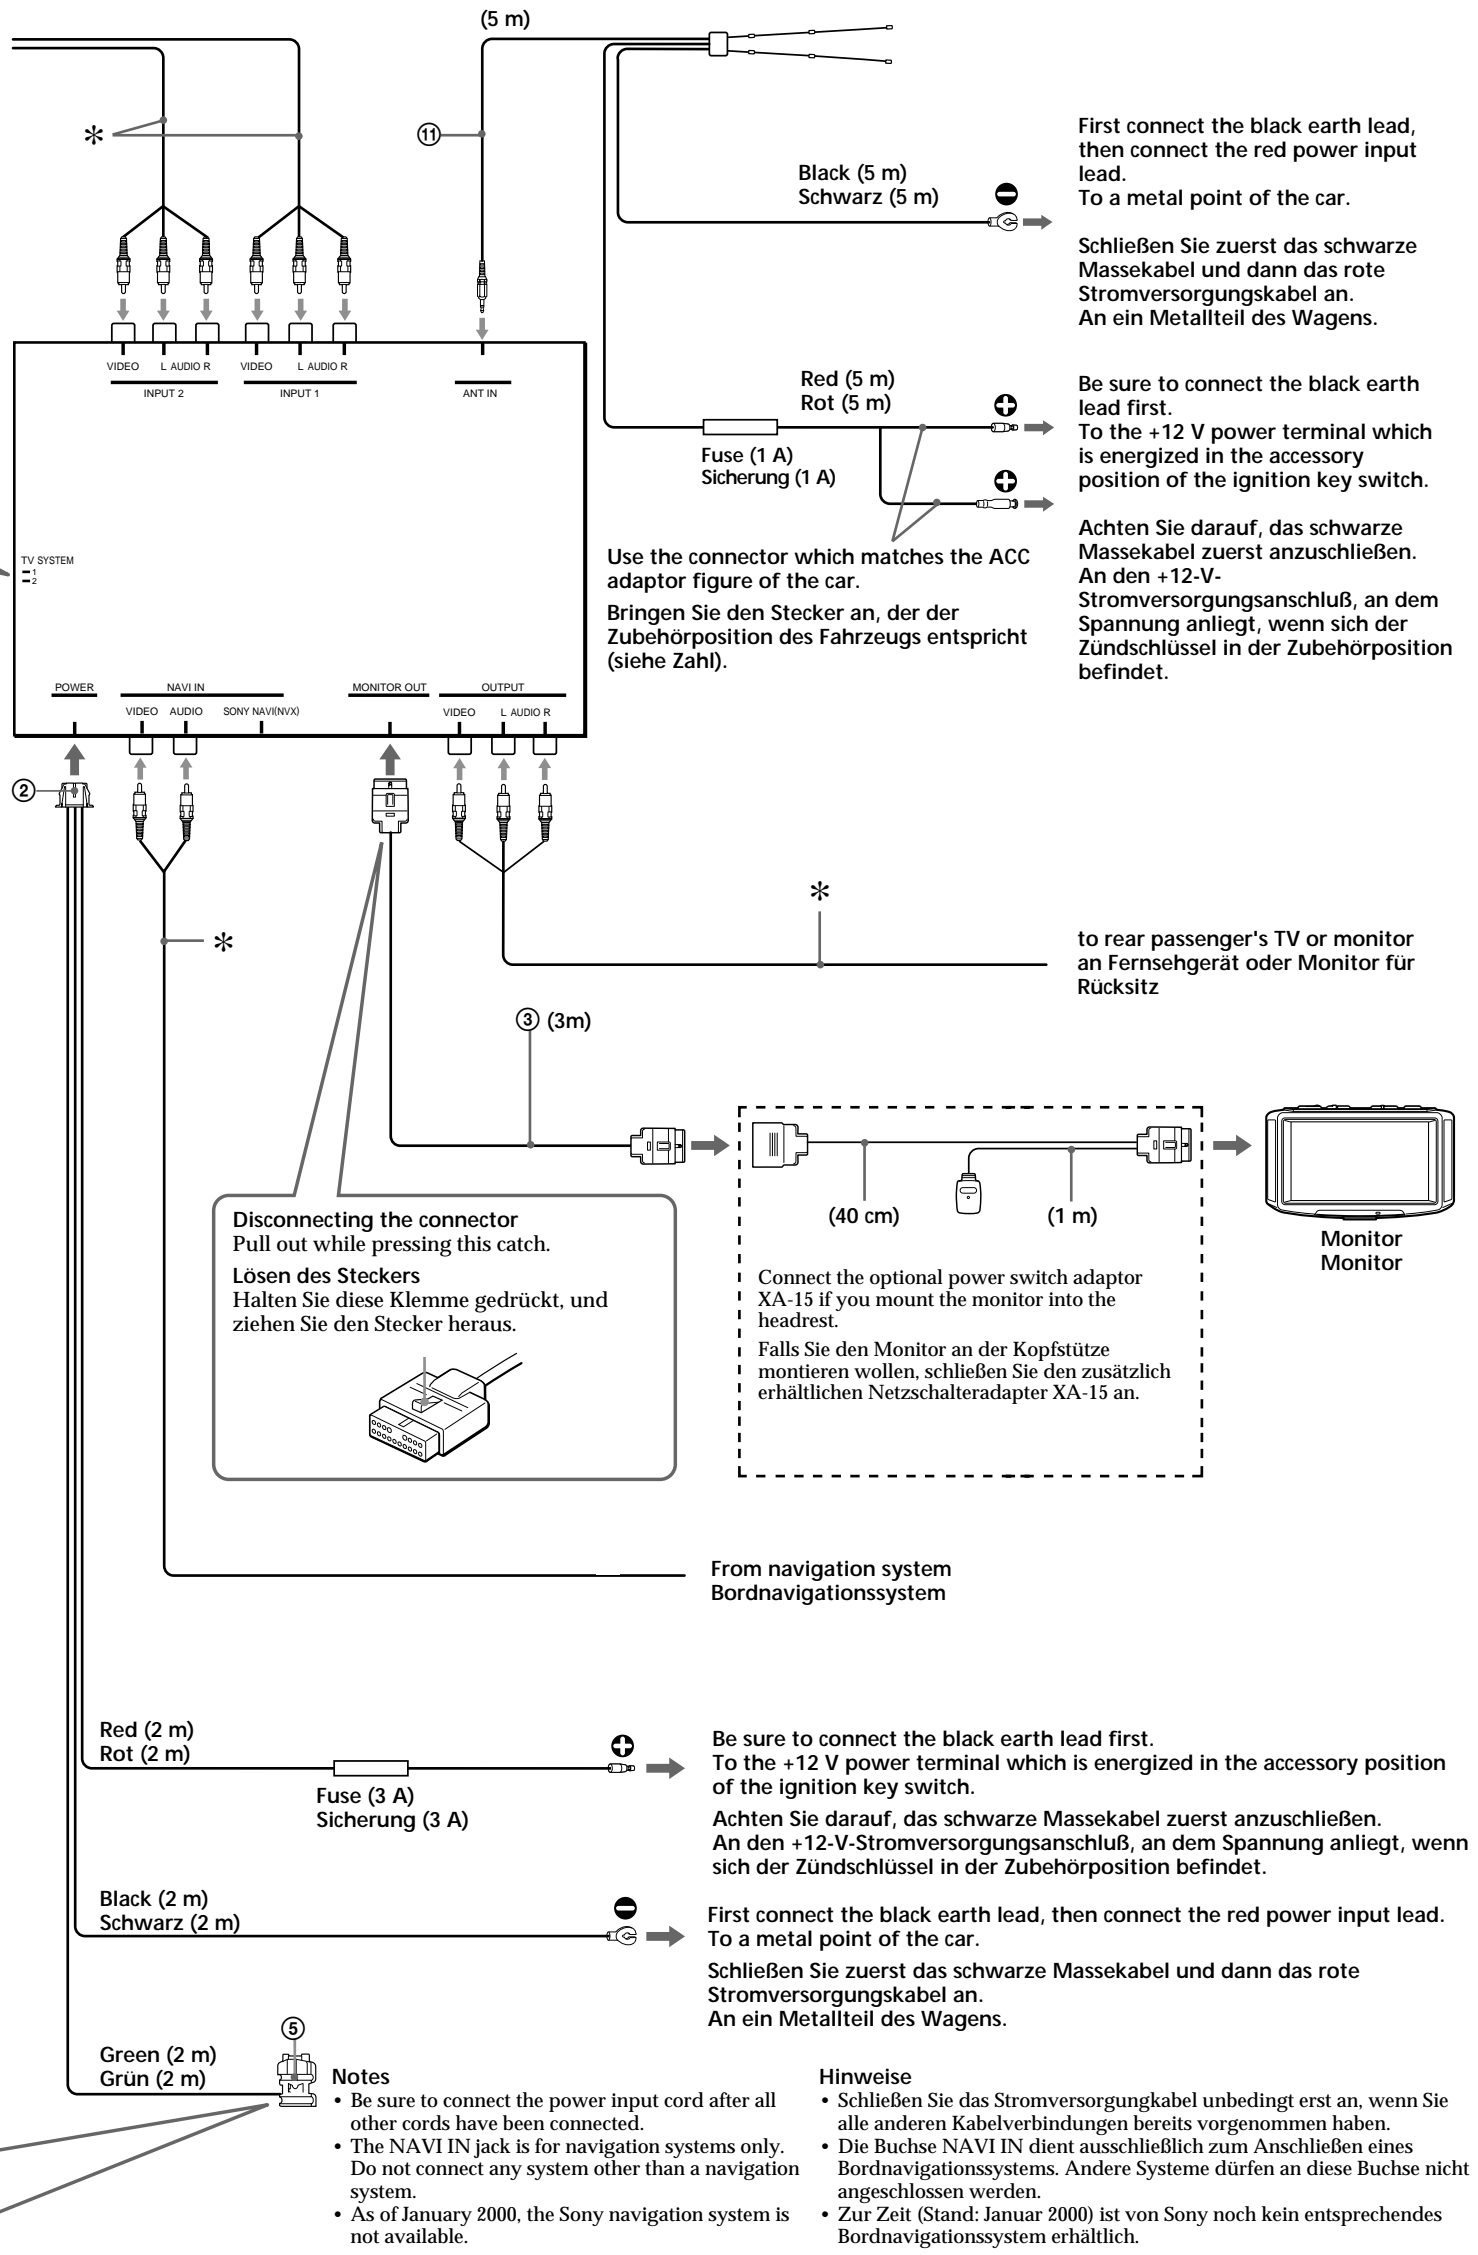 (5 m)
*
⑪
First connect the black earth lead,
then connect the red power input
lead.
To a metal point of the car.
Black (5 m)
Schwarz (5 m)
Schließen Sie zuerst das schwarze
Massekabel und dann das rote
Stromversorgungskabel an.
An ein Metallteil des Wagens.
VIDEO L AUDIO R VIDEO L AUDIO R
INPUT 2 INPUT 1 ANT IN
Red (5 m)
Rot (5 m)
Fuse (1 A)
Sicherung (1 A)
Be sure to connect the black earth
lead first.
To the +12 V power terminal which
is energized in the accessory
position of the ignition key switch.
Achten Sie darauf, das schwarze
Massekabel zuerst anzuschließen.
An den +12-V-
Stromversorgungsanschluß, an dem
Spannung anliegt, wenn sich der
Zündschlüssel in der Zubehörposition
befindet.
Use the connector which matches the ACC
adaptor figure of the car.
Bringen Sie den Stecker an, der der
Zubehörposition des Fahrzeugs entspricht
(siehe Zahl).
TV SYSTEM
1
2
POWER NAVI IN MONITOR OUT OUTPUT
VIDEO AUDIO SONY NAVI(NVX) VIDEO L AUDIO R
②
*
*
to rear passenger's TV or monitor
an Fernsehgerät oder Monitor für
Rücksitz
③ (3m)
(40 cm) (1 m)
Monitor
Monitor
Disconnecting the connector
Pull out while pressing this catch.
Lösen des Steckers
Halten Sie diese Klemme gedrückt, und
ziehen Sie den Stecker heraus.
Connect the optional power switch adaptor
XA-15 if you mount the monitor into the
headrest.
Falls Sie den Monitor an der Kopfstütze
montieren wollen, schließen Sie den zusätzlich
erhältlichen Netzschalteradapter XA-15 an.
From navigation system
Bordnavigationssystem
Red (2 m)
Rot (2 m)
Fuse (3 A)
Sicherung (3 A)
Be sure to connect the black earth lead first.
To the +12 V power terminal which is energized in the accessory position
of the ignition key switch.
Achten Sie darauf, das schwarze Massekabel zuerst anzuschließen.
An den +12-V-Stromversorgungsanschluß, an dem Spannung anliegt, wenn
sich der Zündschlüssel in der Zubehörposition befindet.
Black (2 m)
Schwarz (2 m)
First connect the black earth lead, then connect the red power input lead.
To a metal point of the car.
Schließen Sie zuerst das schwarze Massekabel und dann das rote
Stromversorgungskabel an.
An ein Metallteil des Wagens.
⑤
Green (2 m)
Grün (2 m)
Notes
• Be sure to connect the power input cord after all
other cords have been connected.
• The NAVI IN jack is for navigation systems only.
Do not connect any system other than a navigation
system.
• As of January 2000, the Sony navigation system is
not available.
Hinweise
• Schließen Sie das Stromversorgungkabel unbedingt erst an, wenn Sie
alle anderen Kabelverbindungen bereits vorgenommen haben.
• Die Buchse NAVI IN dient ausschließlich zum Anschließen eines
Bordnavigationssystems. Andere Systeme dürfen an diese Buchse nicht
angeschlossen werden.
• Zur Zeit (Stand: Januar 2000) ist von Sony noch kein entsprechendes
Bordnavigationssystem erhältlich.